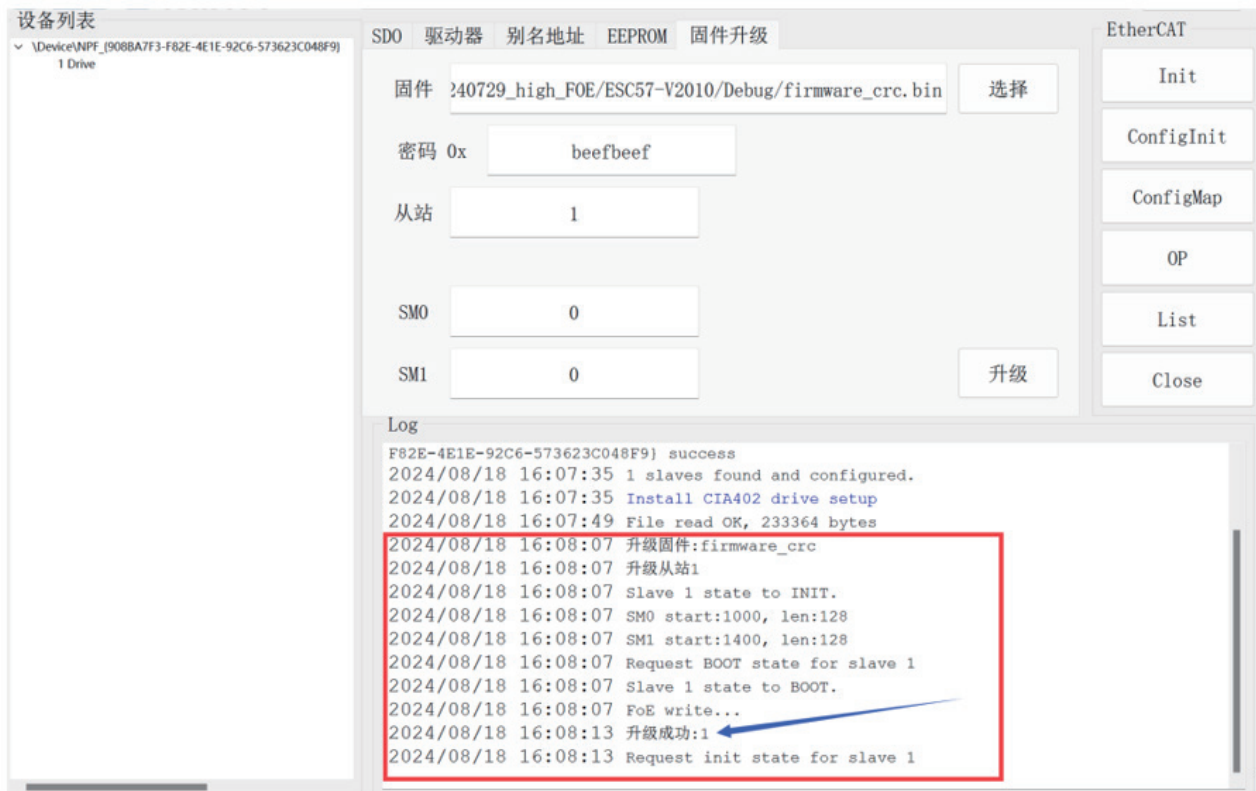 设备列表
\Device\NPF_{908BA7F3-F82E-4E1E-92C6-573623C048F9}
1 Drive
SDO 驱动器 别名地址 EEPROM 固件升级
固件 240729_high_FOE/ESC57-V2010/Debug/firmware_crc.bin 选择
密码 0x beefbeef
从站 1
SM0 0
SM1 0 升级
EtherCAT
Init
ConfigInit
ConfigMap
OP
List
Close
Log
F82E-4E1E-92C6-573623C048F9} success
2024/08/18 16:07:35 1 slaves found and configured.
2024/08/18 16:07:35 Install CIA402 drive setup
2024/08/18 16:07:49 File read OK, 233364 bytes
2024/08/18 16:08:07 升级固件:firmware_crc
2024/08/18 16:08:07 升级从站1
2024/08/18 16:08:07 Slave 1 state to INIT.
2024/08/18 16:08:07 SM0 start:1000, len:128
2024/08/18 16:08:07 SM1 start:1400, len:128
2024/08/18 16:08:07 Request BOOT state for slave 1
2024/08/18 16:08:07 Slave 1 state to BOOT.
2024/08/18 16:08:07 FoE write...
2024/08/18 16:08:13 升级成功:1
2024/08/18 16:08:13 Request init state for slave 1